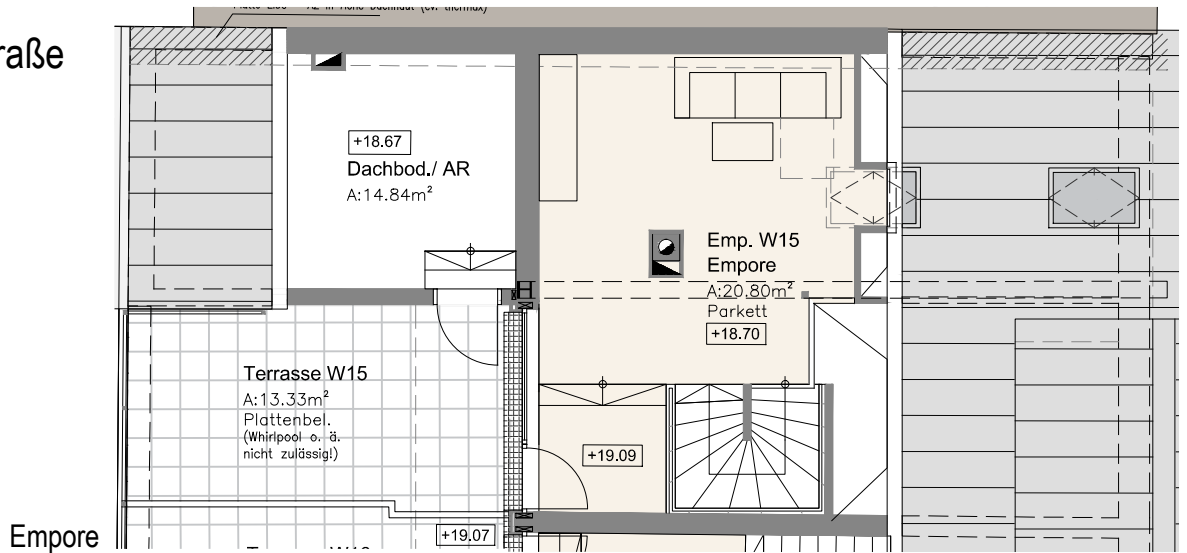 raße
+18.67
Dachbod./ AR
A:14.84m²
Emp. W15
Empore
A:20.80m²
Parkett
+18.70
Terrasse W15
A:13.33m²
Plattenbel.
(Whirlpool o. ä.
nicht zulässig!)
+19.09
+19.07
Empore